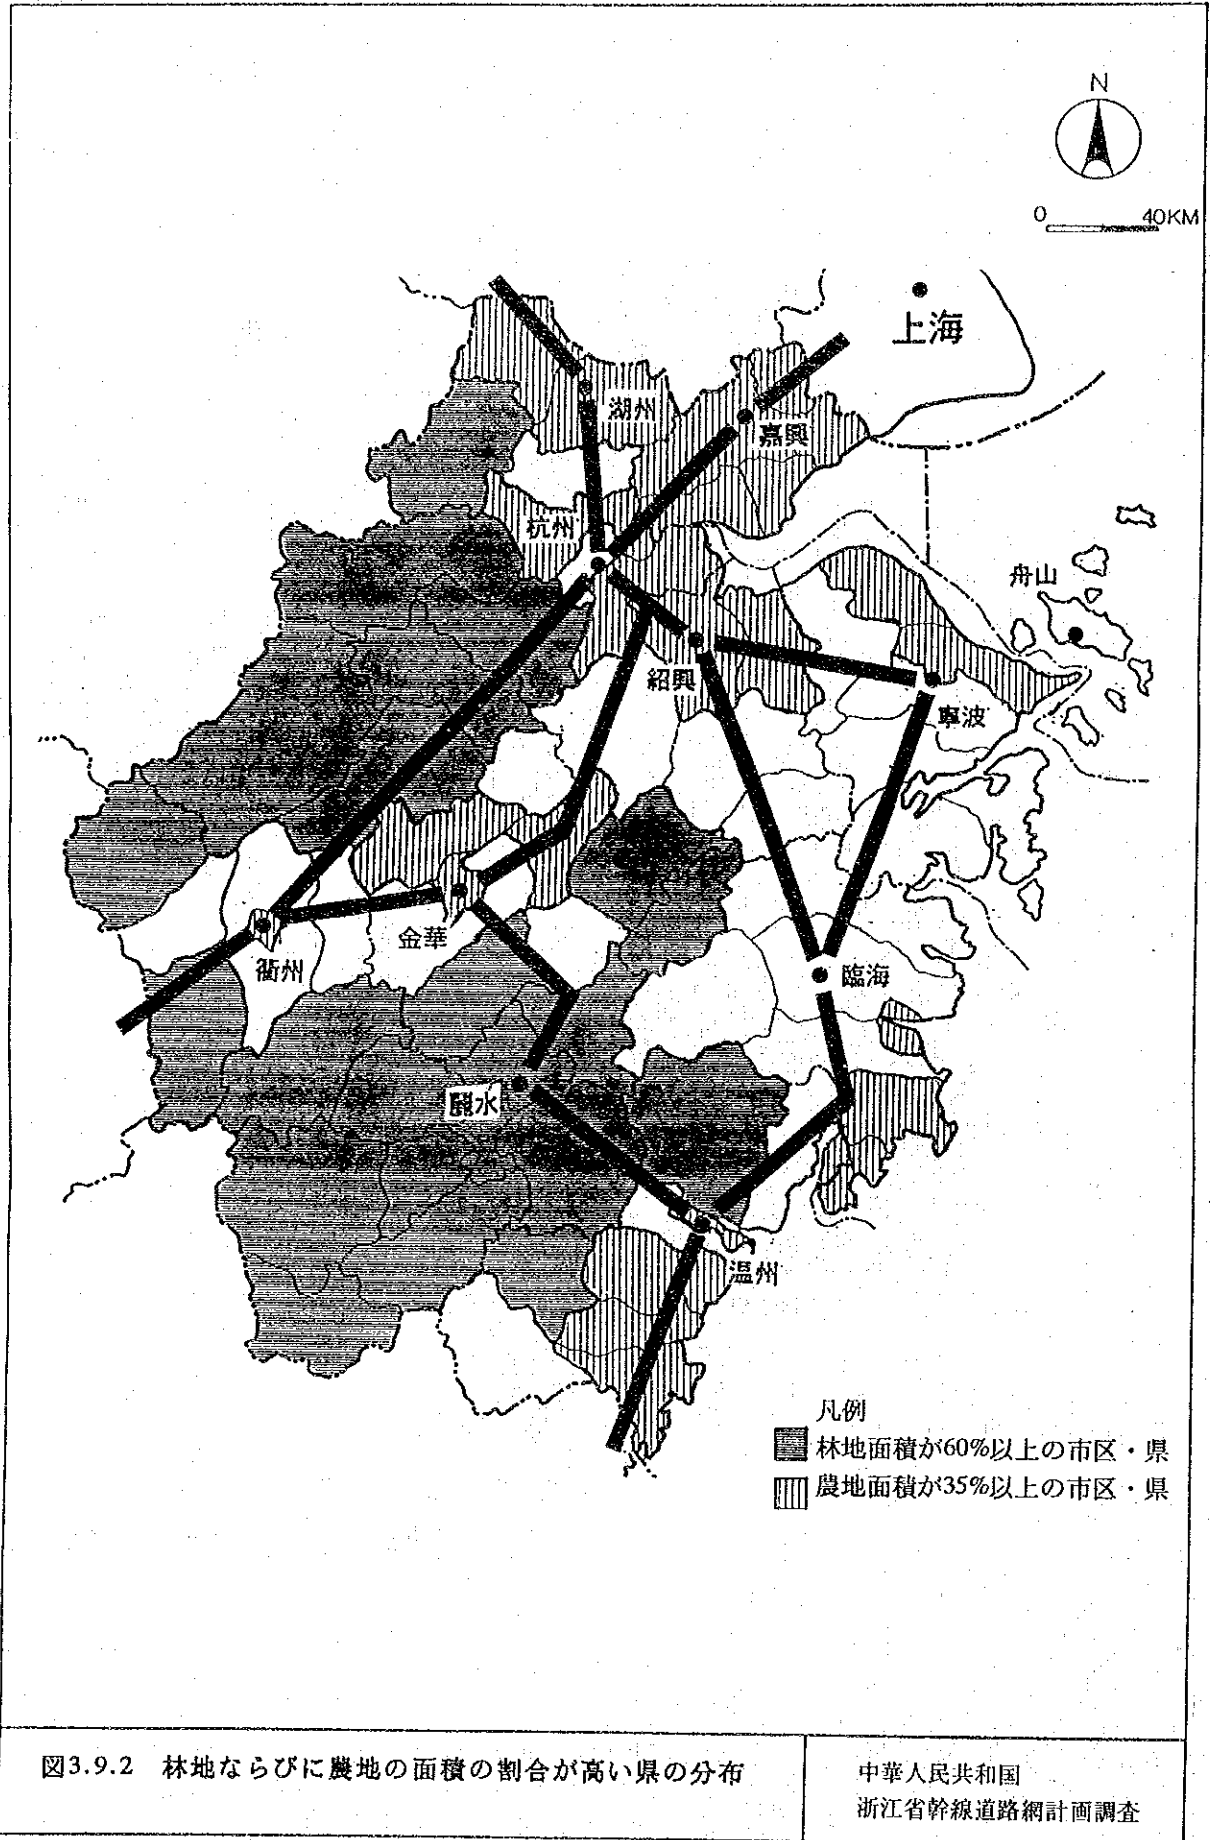 N
0 40KM
上海
湖州
嘉興
杭州
舟山
紹興
寧波
金華
衢州
臨海
麗水
温州
凡例
林地面積が60%以上の市区・県
農地面積が35%以上の市区・県
図3.9.2 林地ならびに農地の面積の割合が高い県の分布
中華人民共和国
浙江省幹線道路網計画調査